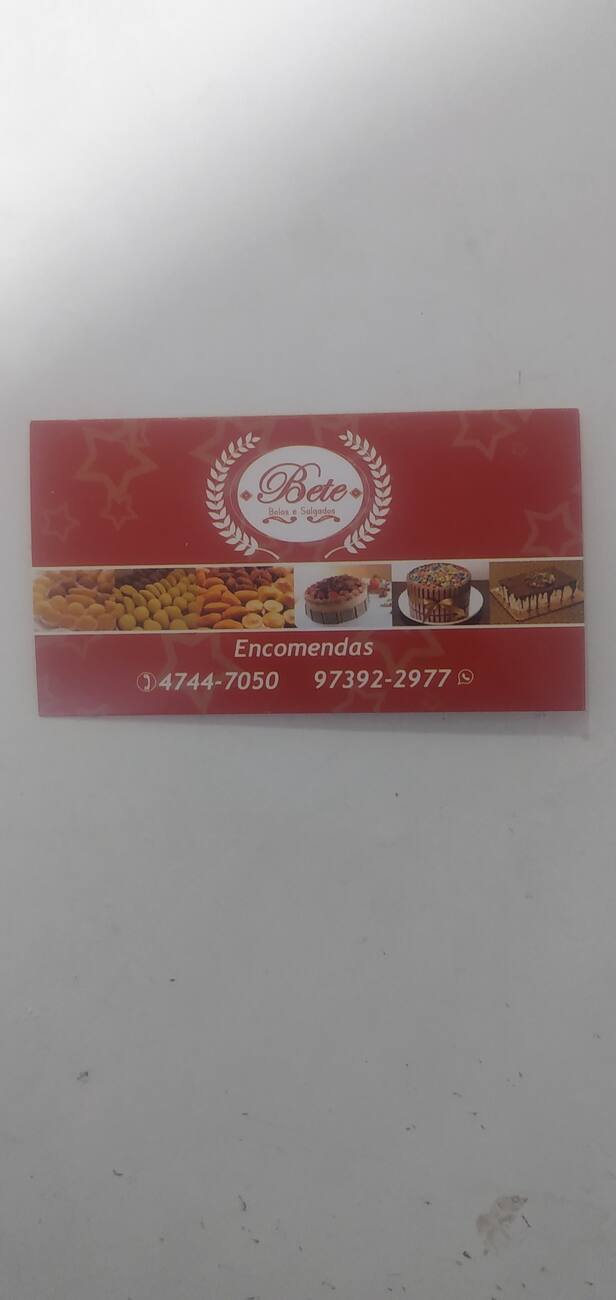 Bete
Bolos e Salgados
Encomendas
4744-7050 97392-2977